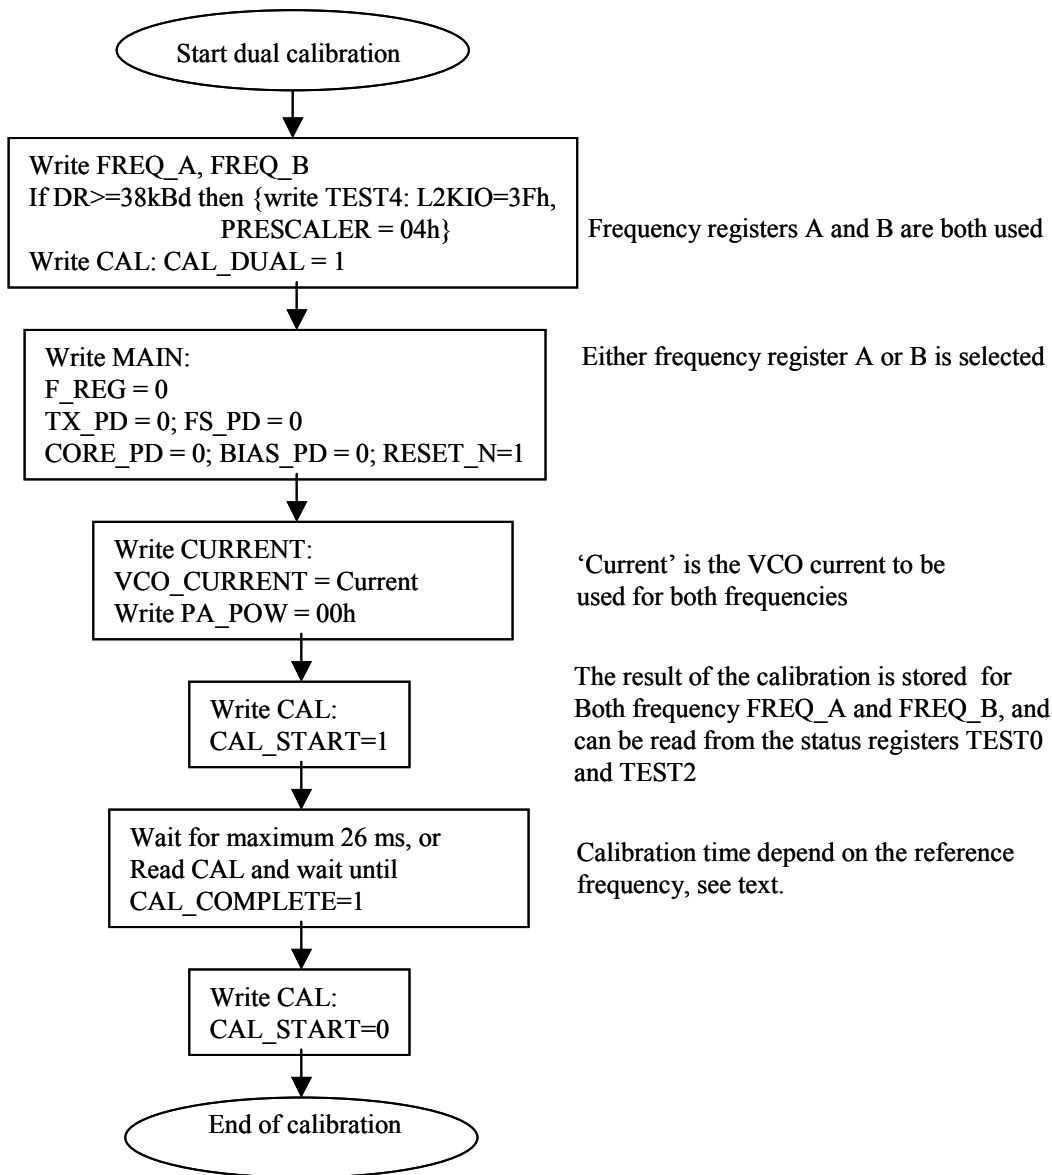 Start dual calibration
Write FREQ_A, FREQ_B
If DR>=38kBd then {write TEST4: L2KIO=3Fh,
PRESCALER = 04h}
Write CAL: CAL_DUAL = 1
Frequency registers A and B are both used
Write MAIN:
F_REG = 0
TX_PD = 0; FS_PD = 0
CORE_PD = 0; BIAS_PD = 0; RESET_N=1
Either frequency register A or B is selected
Write CURRENT:
VCO_CURRENT = Current
Write PA_POW = 00h
‘Current’ is the VCO current to be
used for both frequencies
Write CAL:
CAL_START=1
The result of the calibration is stored for
Both frequency FREQ_A and FREQ_B, and
can be read from the status registers TEST0
and TEST2
Wait for maximum 26 ms, or
Read CAL and wait until
CAL_COMPLETE=1
Calibration time depend on the reference
frequency, see text.
Write CAL:
CAL_START=0
End of calibration